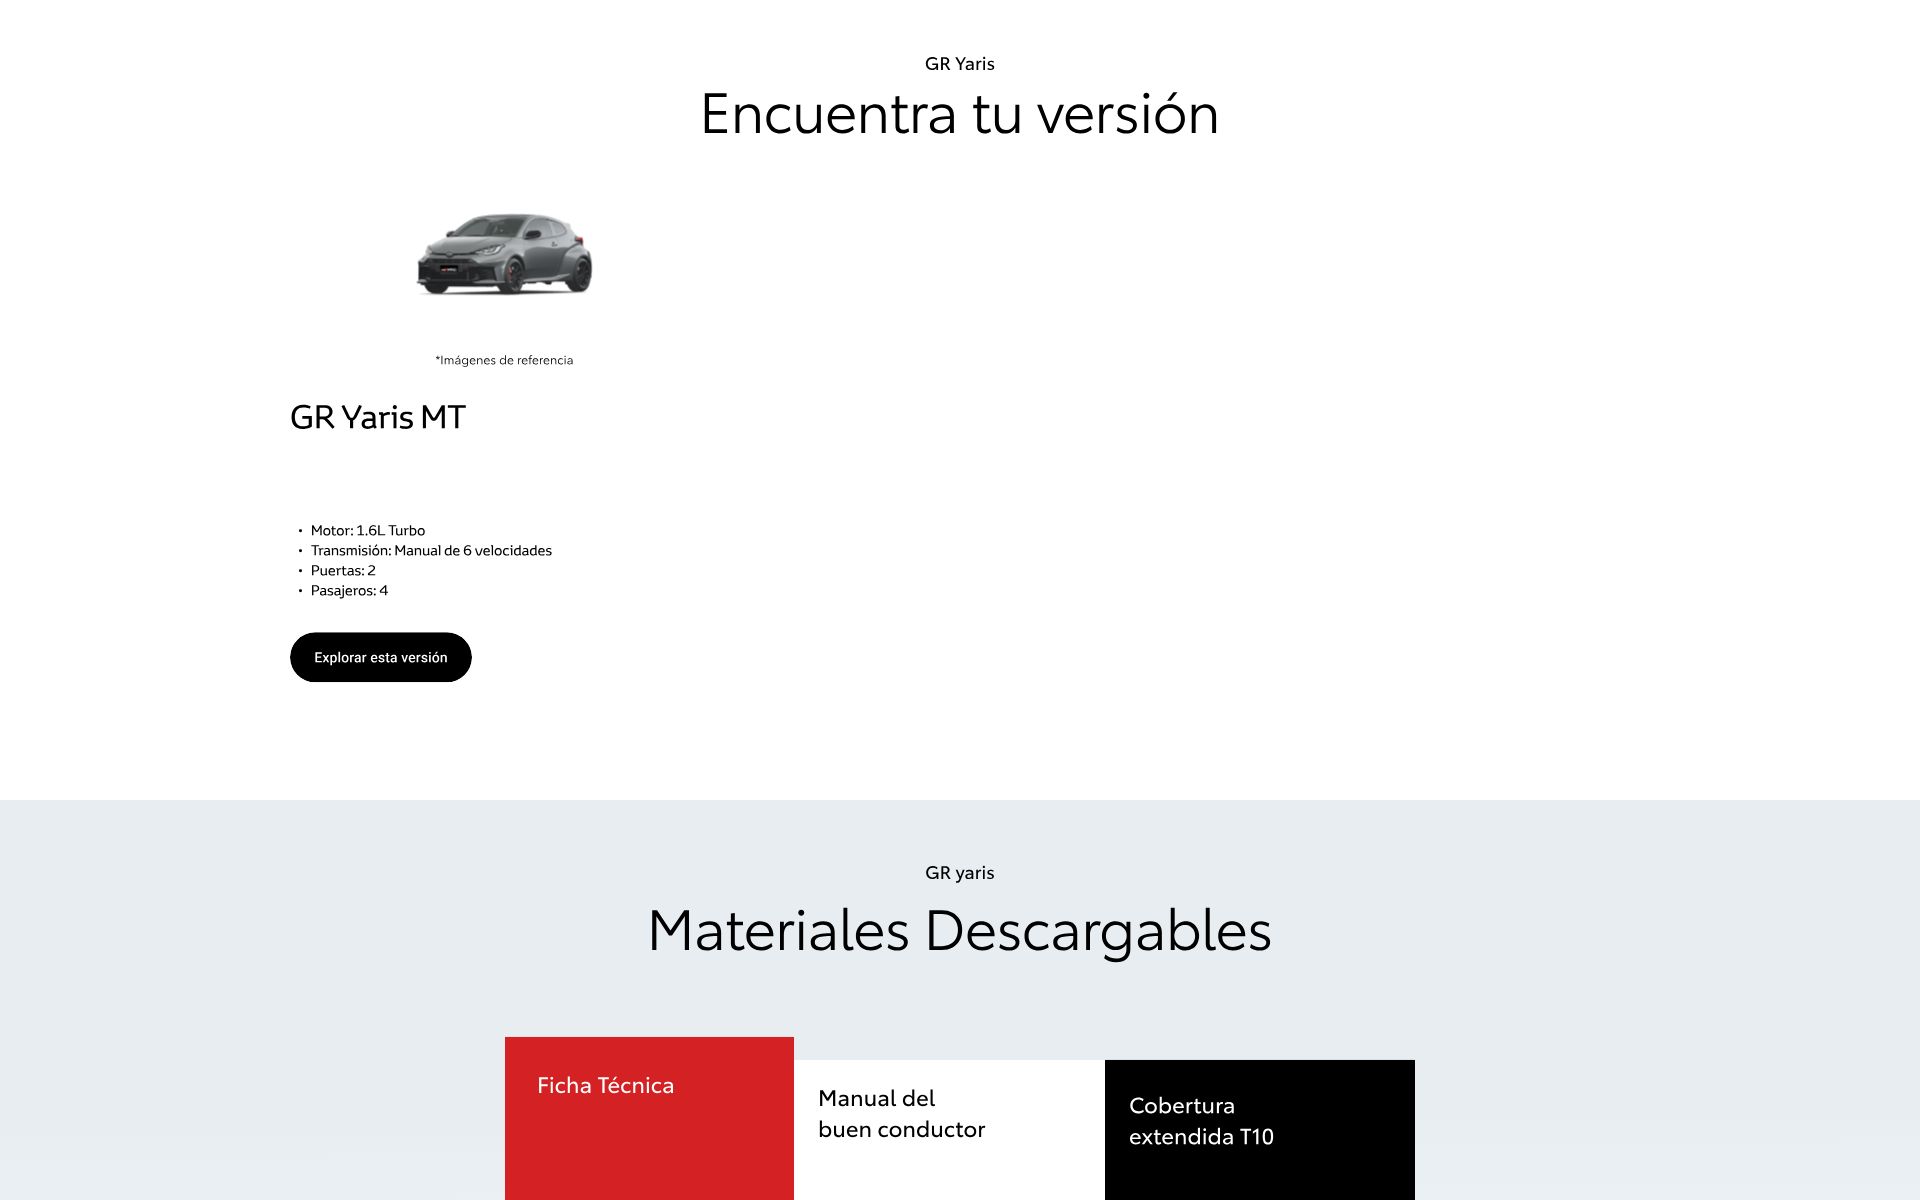 GR Yaris
Encuentra tu versión
*Imágenes de referencia
GR Yaris MT
• Motor: 1.6L Turbo
• Transmisión: Manual de 6 velocidades
• Puertas: 2
• Pasajeros: 4
Explorar esta versión
GR yaris
Materiales Descargables
Ficha Técnica
Manual del
buen conductor
Cobertura
extendida T10